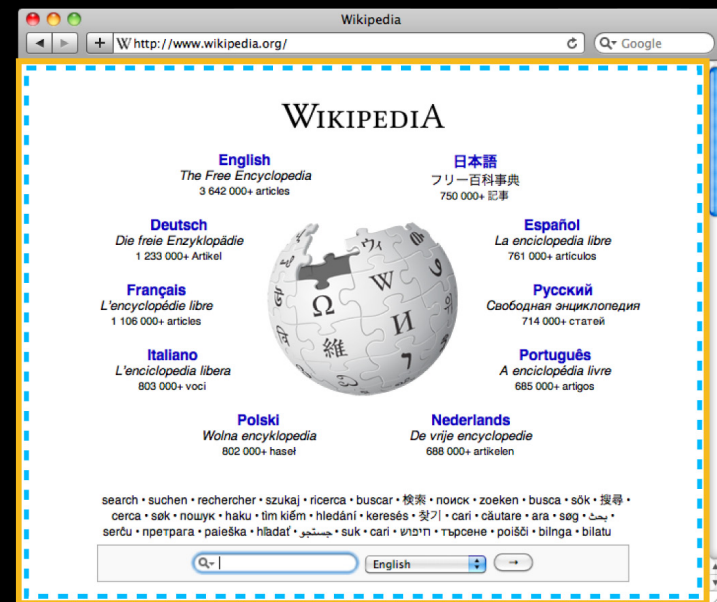 Wikipedia
http://www.wikipedia.org/
Google
WIKIPEDIA
English
The Free Encyclopedia
3 642 000+ articles
日本語
フリー百科事典
750 000+ 記事
Deutsch
Die freie Enzyklopädie
1 233 000+ Artikel
Español
La enciclopedia libre
761 000+ artículos
Français
L'encyclopédie libre
1 106 000+ articles
Русский
Свободная энциклопедия
714 000+ статей
Italiano
L'enciclopedia libera
803 000+ voci
Português
A enciclopédia livre
685 000+ artigos
Polski
Wolna encyklopedia
802 000+ haseł
Nederlands
De vrije encyclopedie
688 000+ artikelen
Ω W И 維 ウィ 7
search • suchen • rechercher • szukaj • ricerca • buscar • 検索 • поиск • zoeken • busca • sök • 搜尋 •
cerca • søk • пошук • haku • tìm kiếm • hledání • keresés • 찾기 • cari • căutare • ara • søg • بحث •
serĉu • претрага • paieška • hľadať • جستجو • suk • cari • חיפוש • търсене • poišči • bilnga • bilatu
English